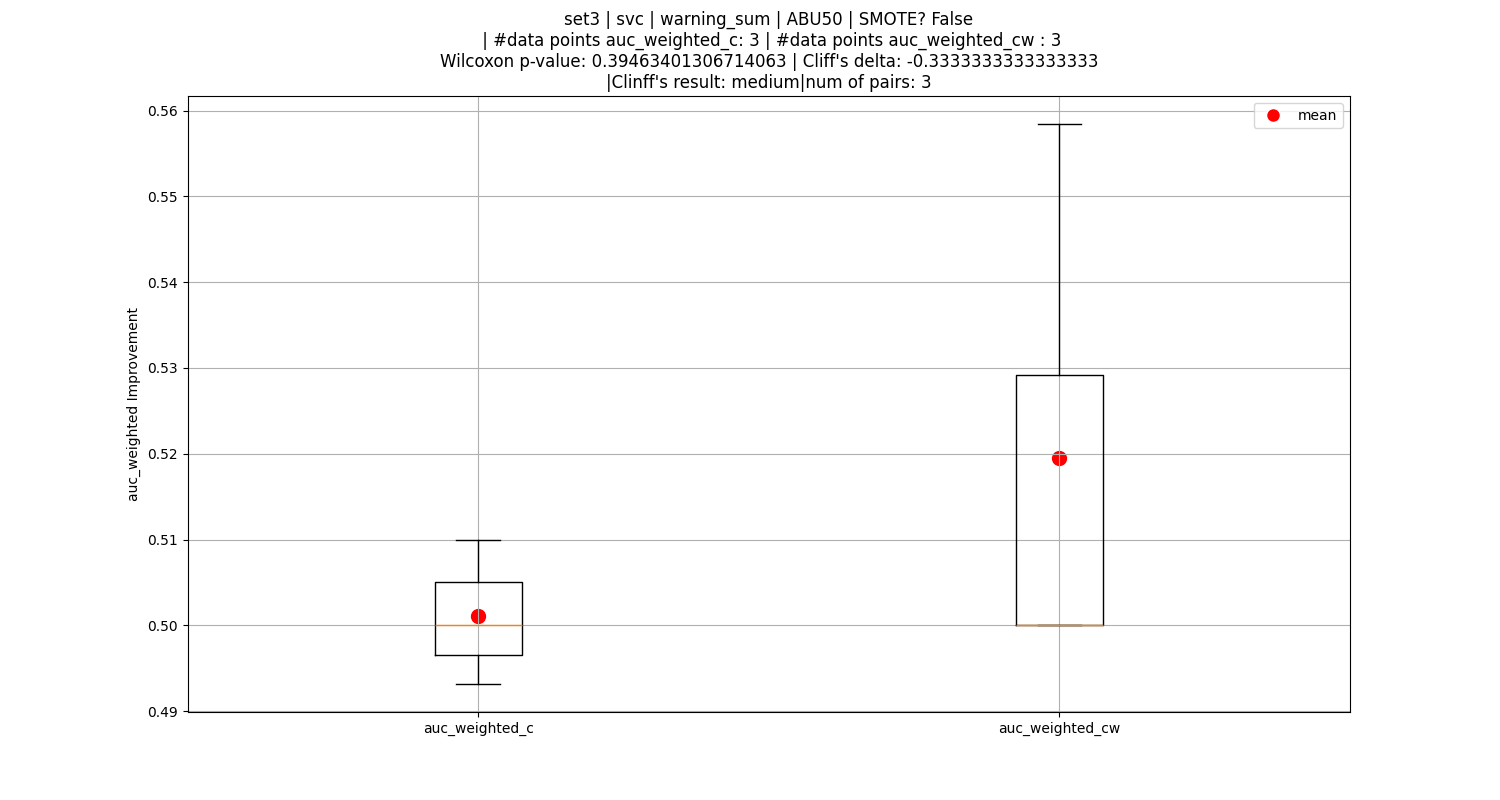 set3 | svc | warning_sum | ABU50 | SMOTE? False
| #data points auc_weighted_c: 3 | #data points auc_weighted_cw : 3
Wilcoxon p-value: 0.39463401306714063 | Cliff's delta: -0.3333333333333333
|Clinff's result: medium|num of pairs: 3
mean
auc_weighted Improvement
0.56
0.55
0.54
0.53
0.52
0.51
0.50
0.49
auc_weighted_c
auc_weighted_cw